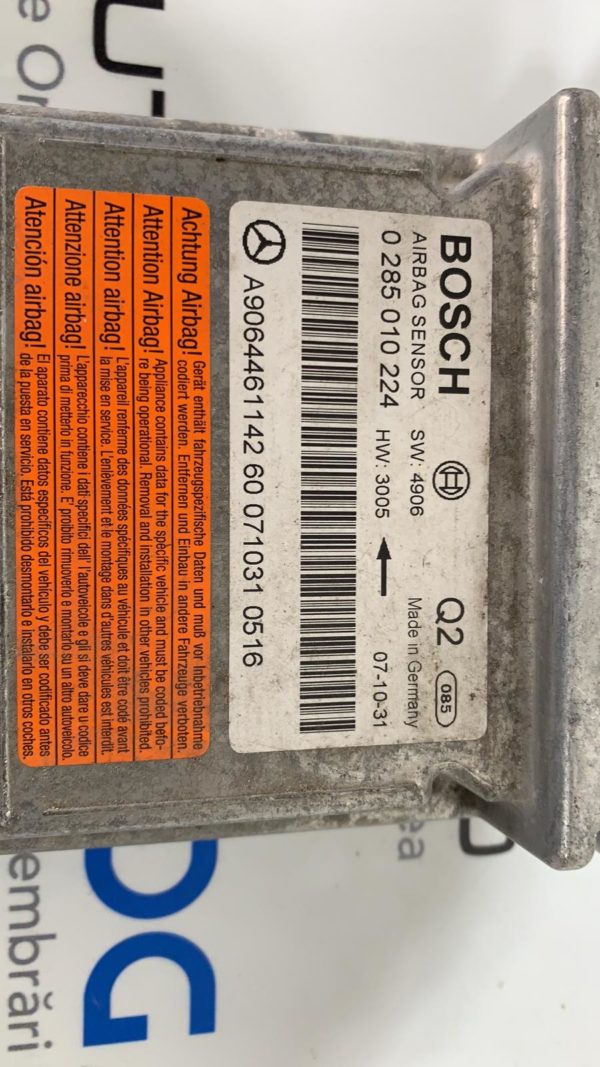 BOSCH Q2 085
AIRBAG SENSOR SW: 4906 Made in Germany
0 285 010 224 HW: 3005 07-10-31
A9064461142 60 071031 0516
Achtung Airbag! Gerät enthält fahrzeugspezifische Daten und muß vor Inbetriebnahme
codiert werden. Entfernen und Einbau in andere Fahrzeuge verboten.
Attention Airbag! Appliance contains data for the specific vehicle and must be coded befo-
re being operational. Removal and installation in other vehicles prohibited.
Attention airbag! L'appareil renferme des données spécifiques au véhicule et doit être codé avant
la mise en service. L'enlèvement et le montage dans d'autres véhicules est interdit.
Attenzione airbag! L'apparecchio contiene i dati specifici dell'autoveicolo e gli si deve dare u codice
prima di metterlo in funzione. E' proibito rimuoverlo e montarlo su un altro autoveicolo.
Atención airbag! El aparato contiene datos específicos del vehículo y debe ser codificado antes
de la puesta en servicio. Está prohibido desmontarlo e instalarlo en otros coches.
OG
embrări